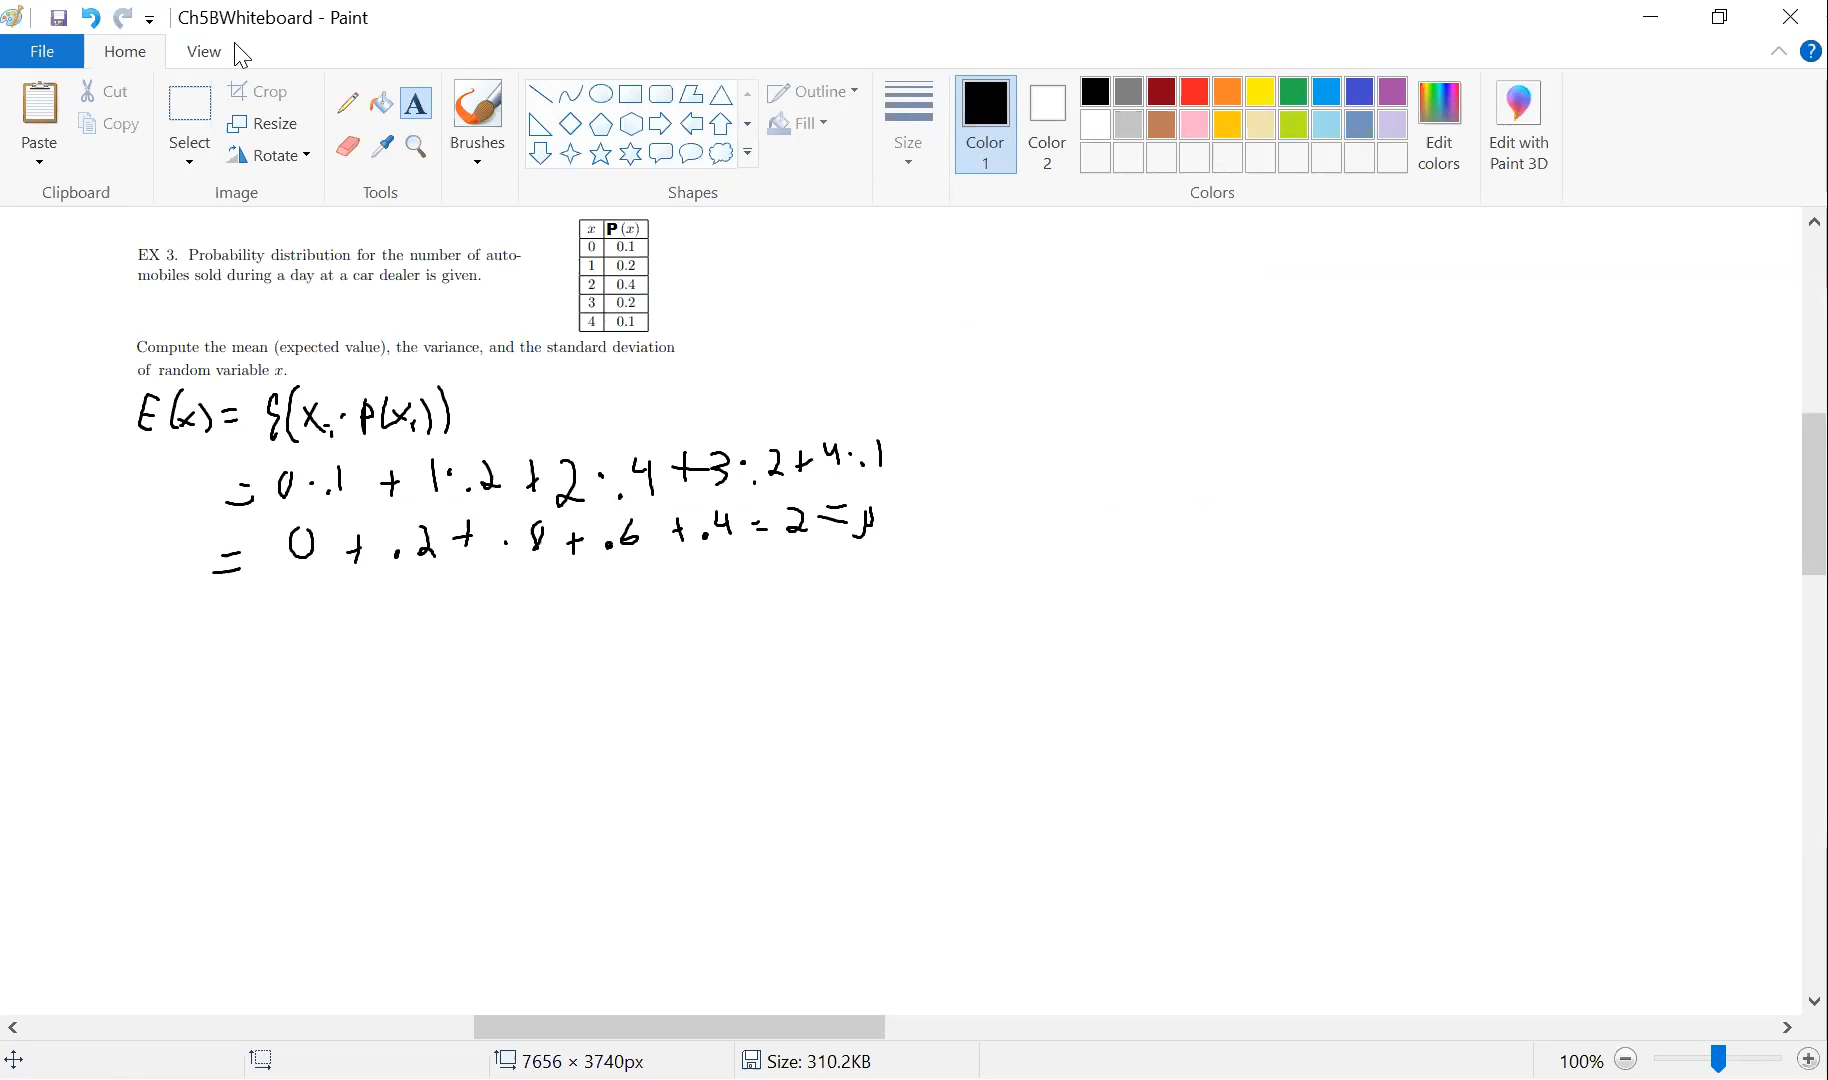 Ch5BWhiteboard - Paint
File Home View
Paste Cut Copy Select Crop Resize Rotate Brushes Outline Fill Size Color 1 Color 2 Edit colors Edit with Paint 3D
Clipboard Image Tools Shapes Colors
EX 3. Probability distribution for the number of auto-
mobiles sold during a day at a car dealer is given.
x P(x)
0 0.1
1 0.2
2 0.4
3 0.2
4 0.1
Compute the mean (expected value), the variance, and the standard deviation
of random variable x.
E(x) = Σ(xᵢ · P(xᵢ))
= 0·.1 + 1·.2 + 2·.4 + 3·.2 + 4·.1
= 0 + .2 + .8 + .6 + .4 = 2 = μ
7656 × 3740px Size: 310.2KB 100%